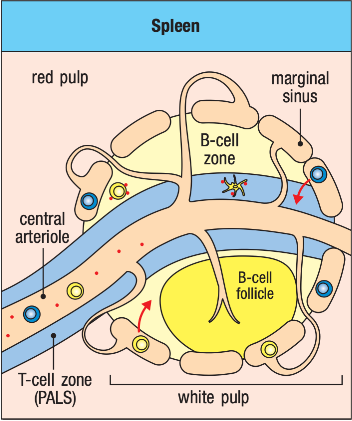 Spleen
red pulp
marginal
sinus
B-cell
zone
central
arteriole
B-cell
follicle
T-cell zone
(PALS)
white pulp